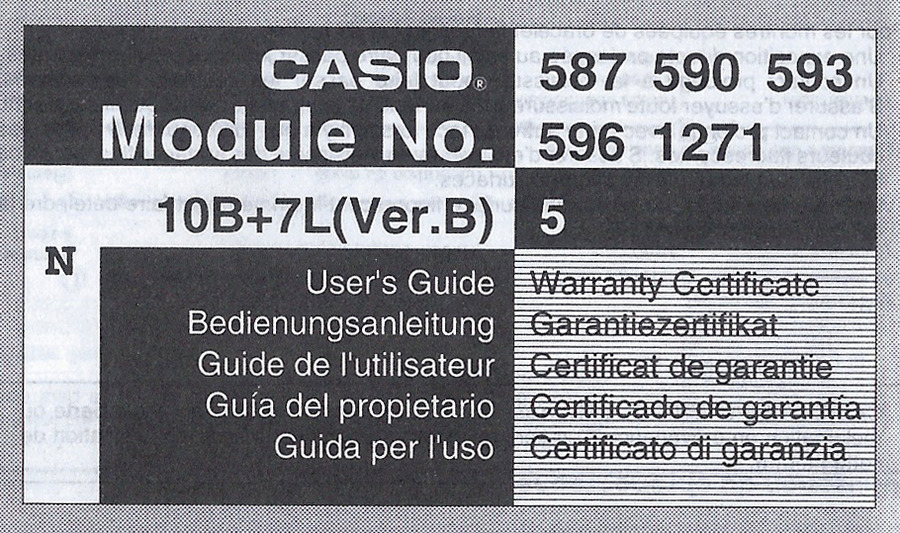 CASIO®
587 590 593
Module No.
596 1271
10B+7L(Ver.B)
5
N
User's Guide
Warranty Certificate
Bedienungsanleitung
Garantiezertifikat
Guide de l'utilisateur
Certificat de garantie
Guía del propietario
Certificado de garantía
Guida per l'uso
Certificato di garanzia